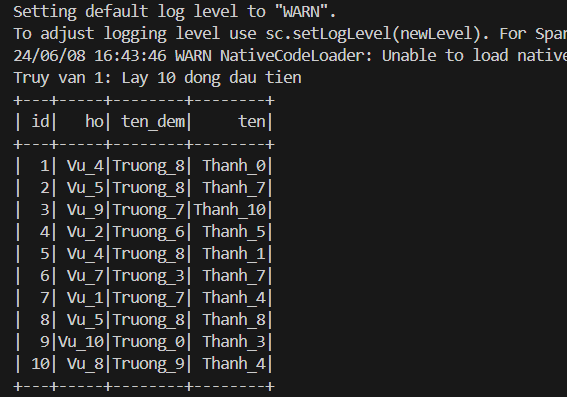 Setting default log level to "WARN".
To adjust logging level use sc.setLogLevel(newLevel). For Spar
24/06/08 16:43:46 WARN NativeCodeLoader: Unable to load native
Truy van 1: Lay 10 dong dau tien
+---+-----+--------+--------+
| id|   ho| ten_dem|     ten|
+---+-----+--------+--------+
|  1| Vu_4|Truong_8| Thanh_0|
|  2| Vu_5|Truong_8| Thanh_7|
|  3| Vu_9|Truong_7|Thanh_10|
|  4| Vu_2|Truong_6| Thanh_5|
|  5| Vu_4|Truong_8| Thanh_1|
|  6| Vu_7|Truong_3| Thanh_7|
|  7| Vu_1|Truong_7| Thanh_4|
|  8| Vu_5|Truong_8| Thanh_8|
|  9|Vu_10|Truong_0| Thanh_3|
| 10| Vu_8|Truong_9| Thanh_4|
+---+-----+--------+--------+